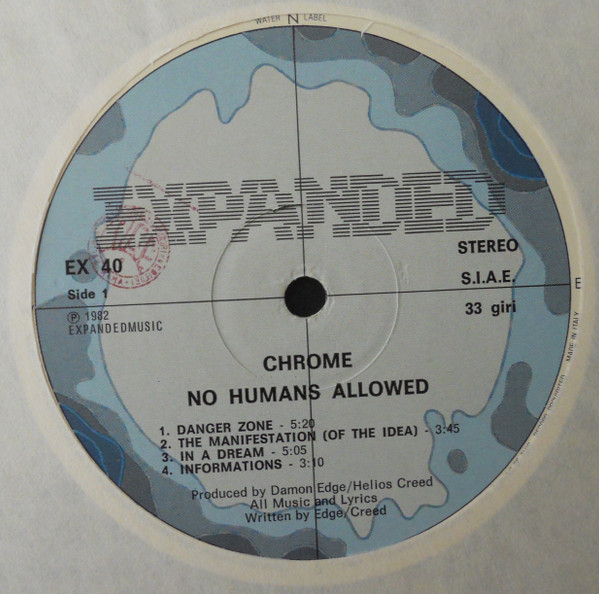 WATER N LABEL
EXPANDED
STEREO
EX 40
S.I.A.E.
Side 1
33 giri
E
℗ 1982
EXPANDEDMUSIC
MADE IN ITALY
CHROME
NO HUMANS ALLOWED
1. DANGER ZONE - 5:20
2. THE MANIFESTATION (OF THE IDEA) - 3:45
3. IN A DREAM - 5:05
4. INFORMATIONS - 3:10
Produced by Damon Edge/Helios Creed
All Music and Lyrics
Written by Edge/Creed